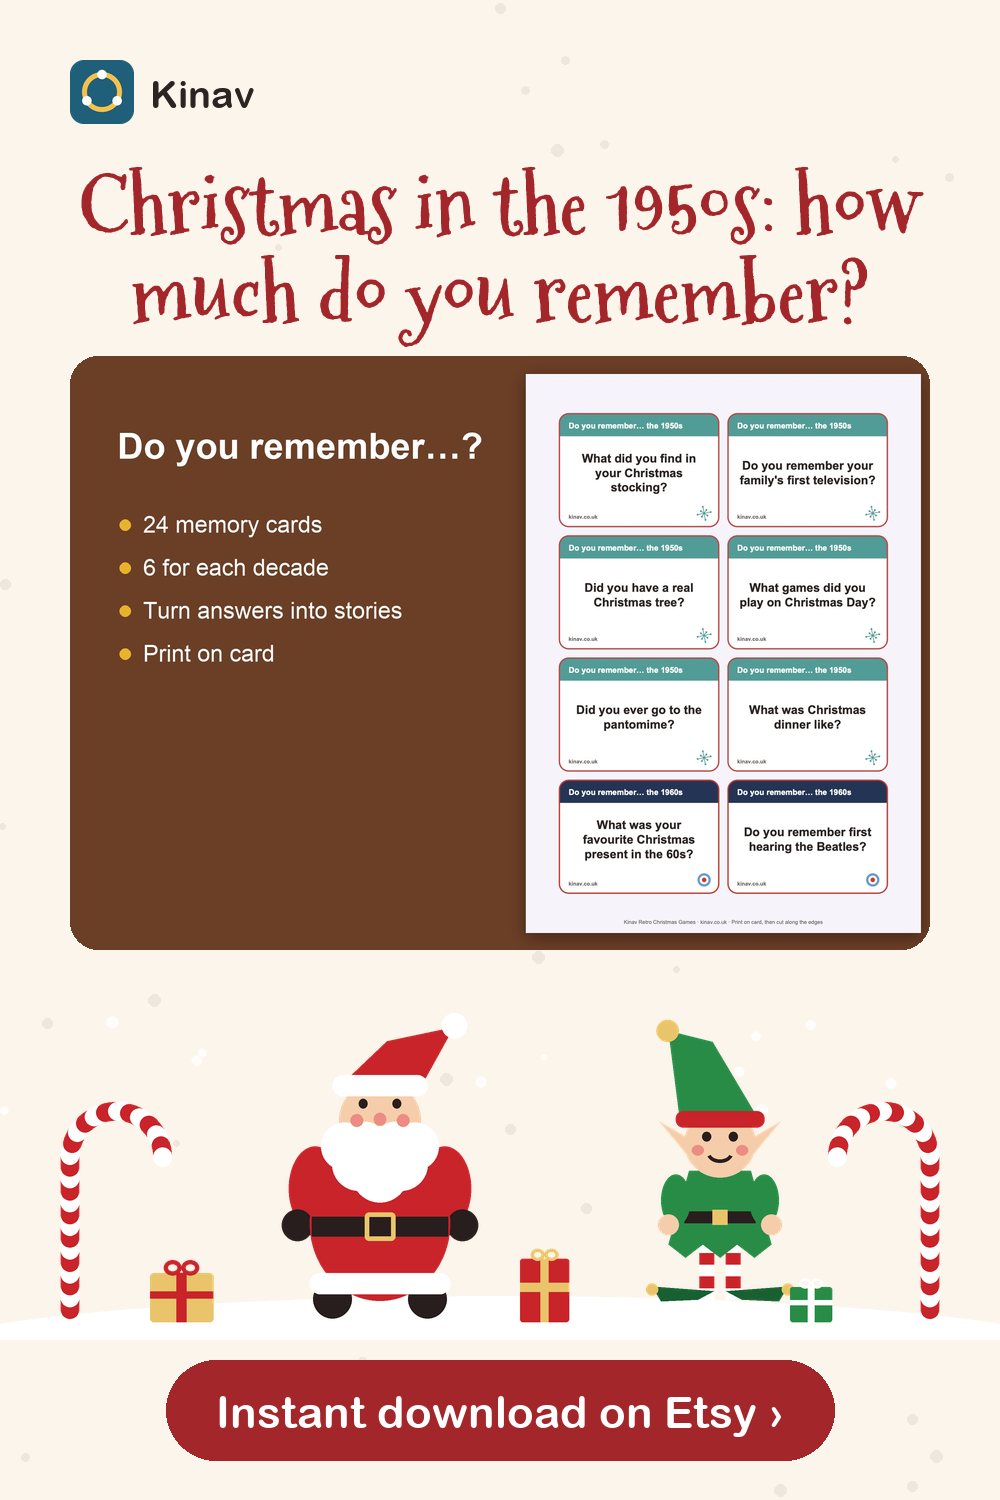 Kinav
Christmas in the 1950s: how
much do you remember?
Do you remember...?
24 memory cards
6 for each decade
Turn answers into stories
Print on card
Do you remember... the 1950s
What did you find in
your Christmas
stocking?
kinav.co.uk
Do you remember... the 1950s
Do you remember your
family's first television?
kinav.co.uk
Do you remember... the 1950s
Did you have a real
Christmas tree?
kinav.co.uk
Do you remember... the 1950s
What games did you
play on Christmas Day?
kinav.co.uk
Do you remember... the 1950s
Did you ever go to the
pantomime?
kinav.co.uk
Do you remember... the 1950s
What was Christmas
dinner like?
kinav.co.uk
Do you remember... the 1960s
What was your
favourite Christmas
present in the 60s?
kinav.co.uk
Do you remember... the 1960s
Do you remember first
hearing the Beatles?
kinav.co.uk
Kinav Retro Christmas Games · kinav.co.uk · Print on card, then cut along the edges
Instant download on Etsy ›